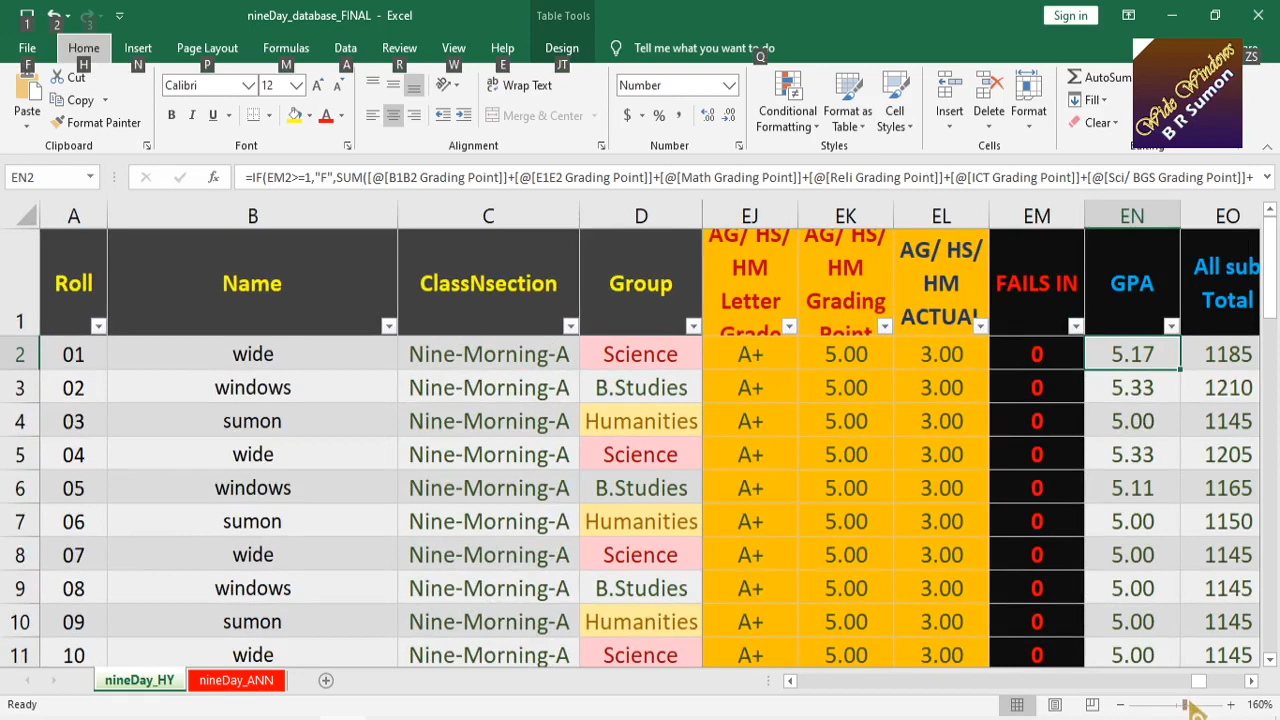 nineDay_database_FINAL - Excel
Table Tools
Sign in
1 2 3
File Home Insert Page Layout Formulas Data Review View Help Design Tell me what you want to do
F H N P M A R W E JT Q ZS
Cut
Copy
Format Painter
Paste
Clipboard
Calibri 12
B I U
Font
Wrap Text
Merge & Center
Alignment
Number
$ % ,
Number
Conditional Formatting
Format as Table
Cell Styles
Styles
Insert Delete Format
Cells
AutoSum
Fill
Clear
Wide Windows
B R Sumon
EN2
=IF(EM2>=1,"F",SUM([@[B1B2 Grading Point]]+[@[E1E2 Grading Point]]+[@[Math Grading Point]]+[@[Reli Grading Point]]+[@[ICT Grading Point]]+[@[Sci/ BGS Grading Point]]+
A B C D EJ EK EL EM EN EO
1 Roll Name ClassNsection Group AG/ HS/ HM Letter Grade AG/ HS/ HM Grading Point AG/ HS/ HM ACTUAL FAILS IN GPA All sub Total
2 01 wide Nine-Morning-A Science A+ 5.00 3.00 0 5.17 1185
3 02 windows Nine-Morning-A B.Studies A+ 5.00 3.00 0 5.33 1210
4 03 sumon Nine-Morning-A Humanities A+ 5.00 3.00 0 5.00 1145
5 04 wide Nine-Morning-A Science A+ 5.00 3.00 0 5.33 1205
6 05 windows Nine-Morning-A B.Studies A+ 5.00 3.00 0 5.11 1165
7 06 sumon Nine-Morning-A Humanities A+ 5.00 3.00 0 5.00 1150
8 07 wide Nine-Morning-A Science A+ 5.00 3.00 0 5.00 1145
9 08 windows Nine-Morning-A B.Studies A+ 5.00 3.00 0 5.00 1145
10 09 sumon Nine-Morning-A Humanities A+ 5.00 3.00 0 5.00 1145
11 10 wide Nine-Morning-A Science A+ 5.00 3.00 0 5.00 1145
nineDay_HY nineDay_ANN
Ready
160%